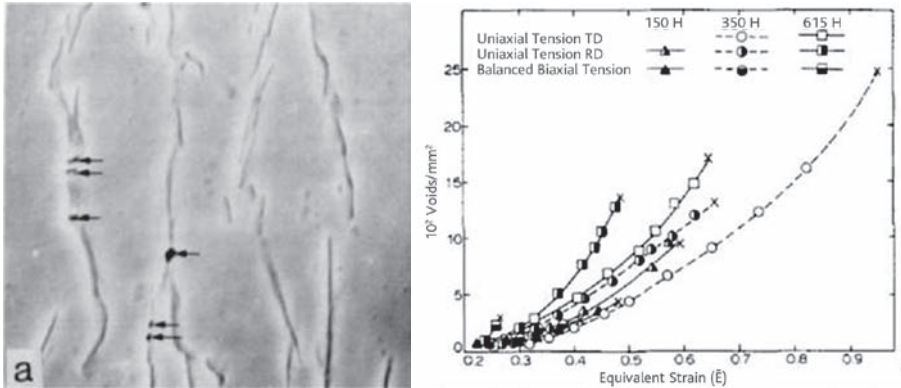 a
150 H 350 H 615 H
Uniaxial Tension TD
Uniaxial Tension RD
Balanced Biaxial Tension
10² Voids/mm²
25
20
15
10
5
0
0.2 0.3 0.4 0.5 0.6 0.7 0.8 0.9
Equivalent Strain (Ē)